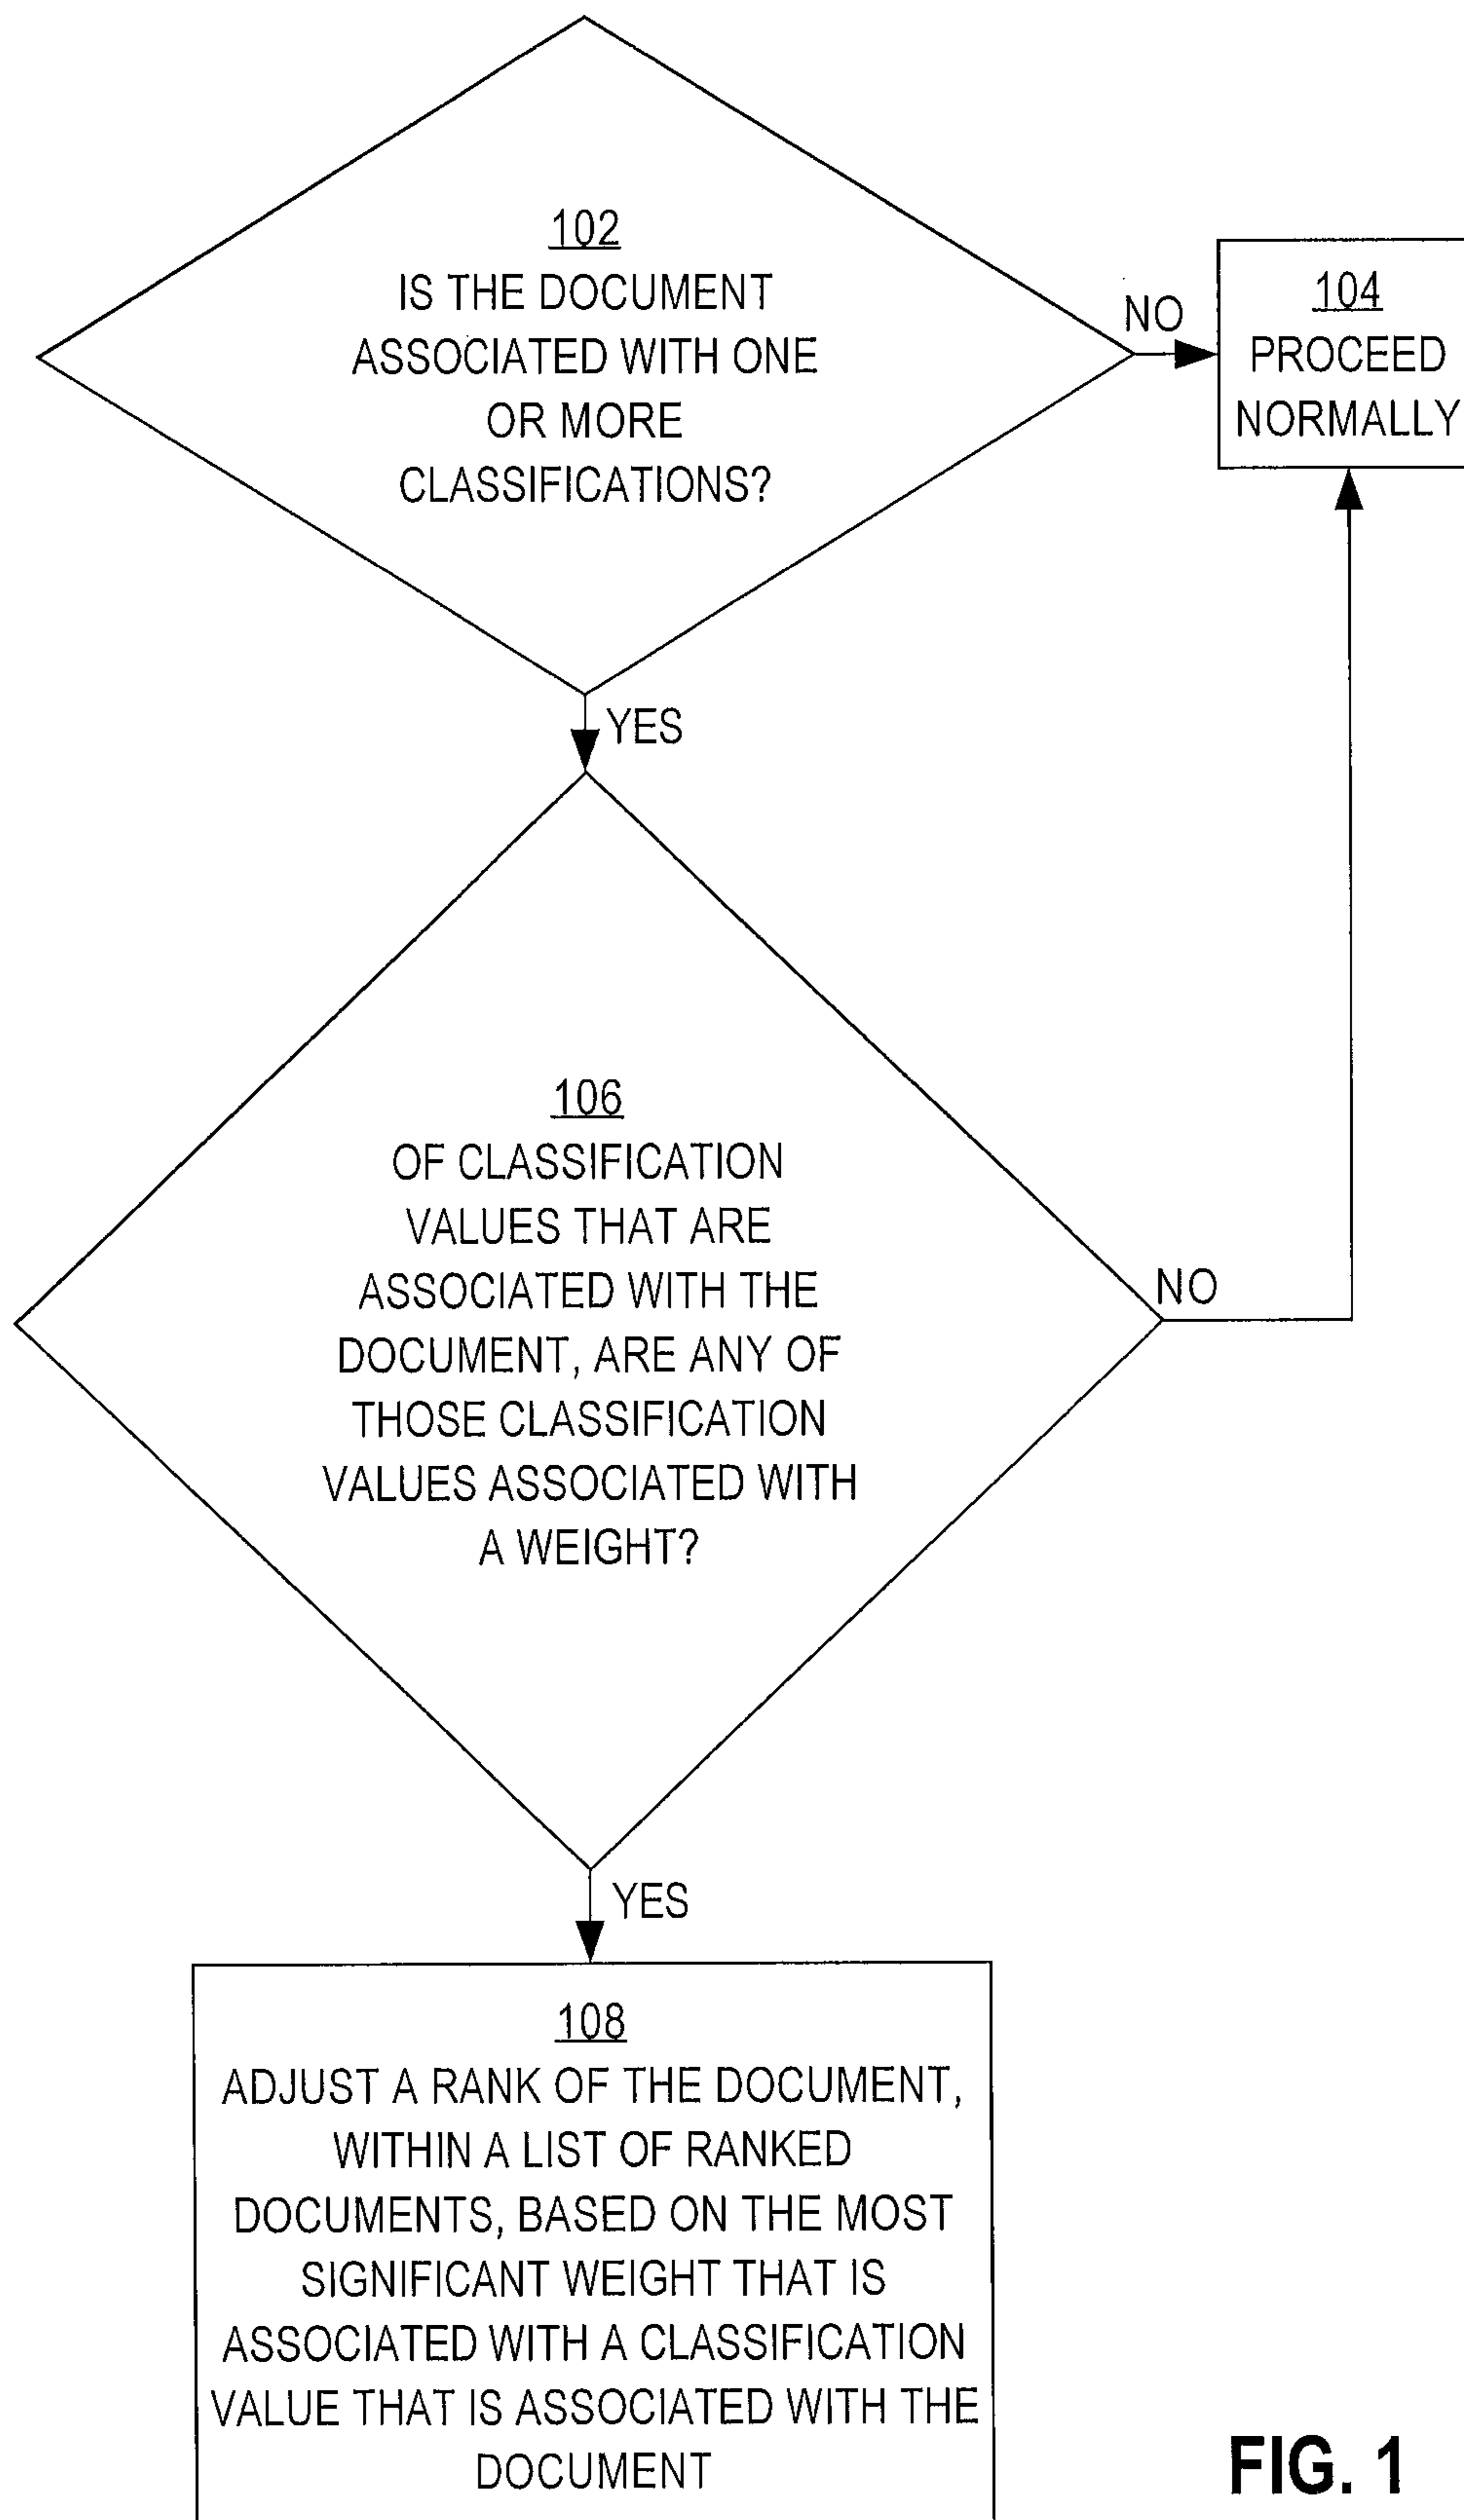 102
IS THE DOCUMENT
ASSOCIATED WITH ONE
OR MORE
CLASSIFICATIONS?
NO
104
PROCEED
NORMALLY
YES
106
OF CLASSIFICATION
VALUES THAT ARE
ASSOCIATED WITH THE
DOCUMENT, ARE ANY OF
THOSE CLASSIFICATION
VALUES ASSOCIATED WITH
A WEIGHT?
NO
YES
108
ADJUST A RANK OF THE DOCUMENT,
WITHIN A LIST OF RANKED
DOCUMENTS, BASED ON THE MOST
SIGNIFICANT WEIGHT THAT IS
ASSOCIATED WITH A CLASSIFICATION
VALUE THAT IS ASSOCIATED WITH THE
DOCUMENT
FIG. 1